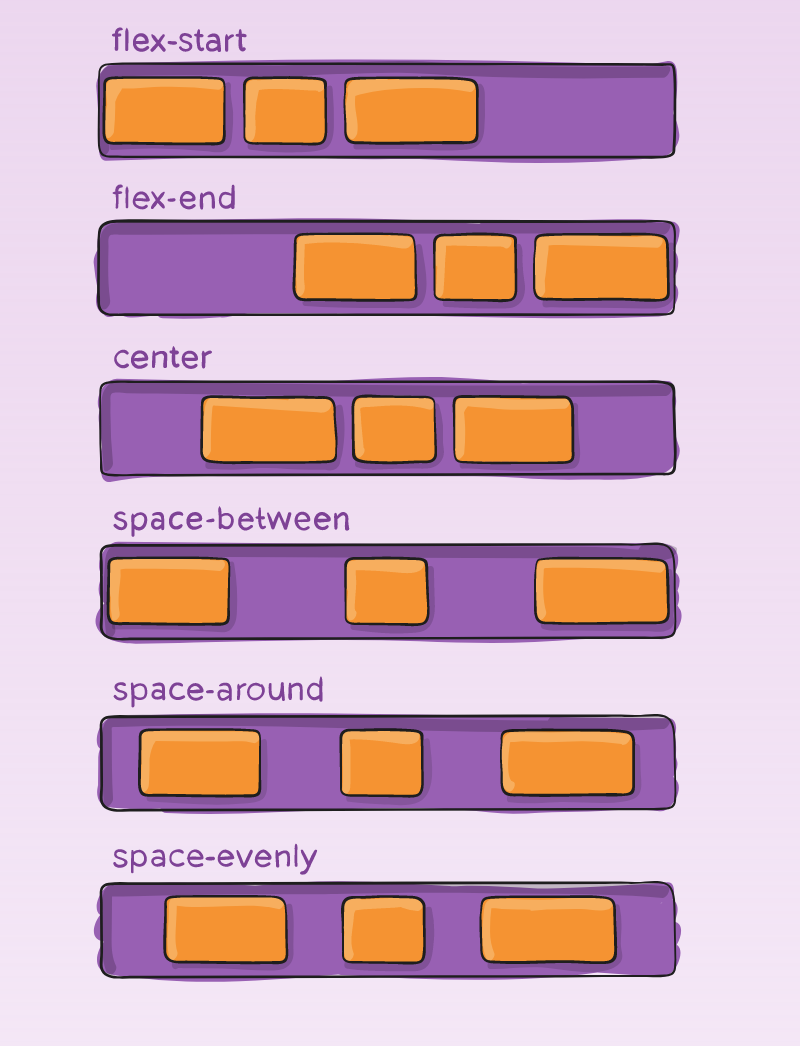 flex-start
flex-end
center
space-between
space-around
space-evenly